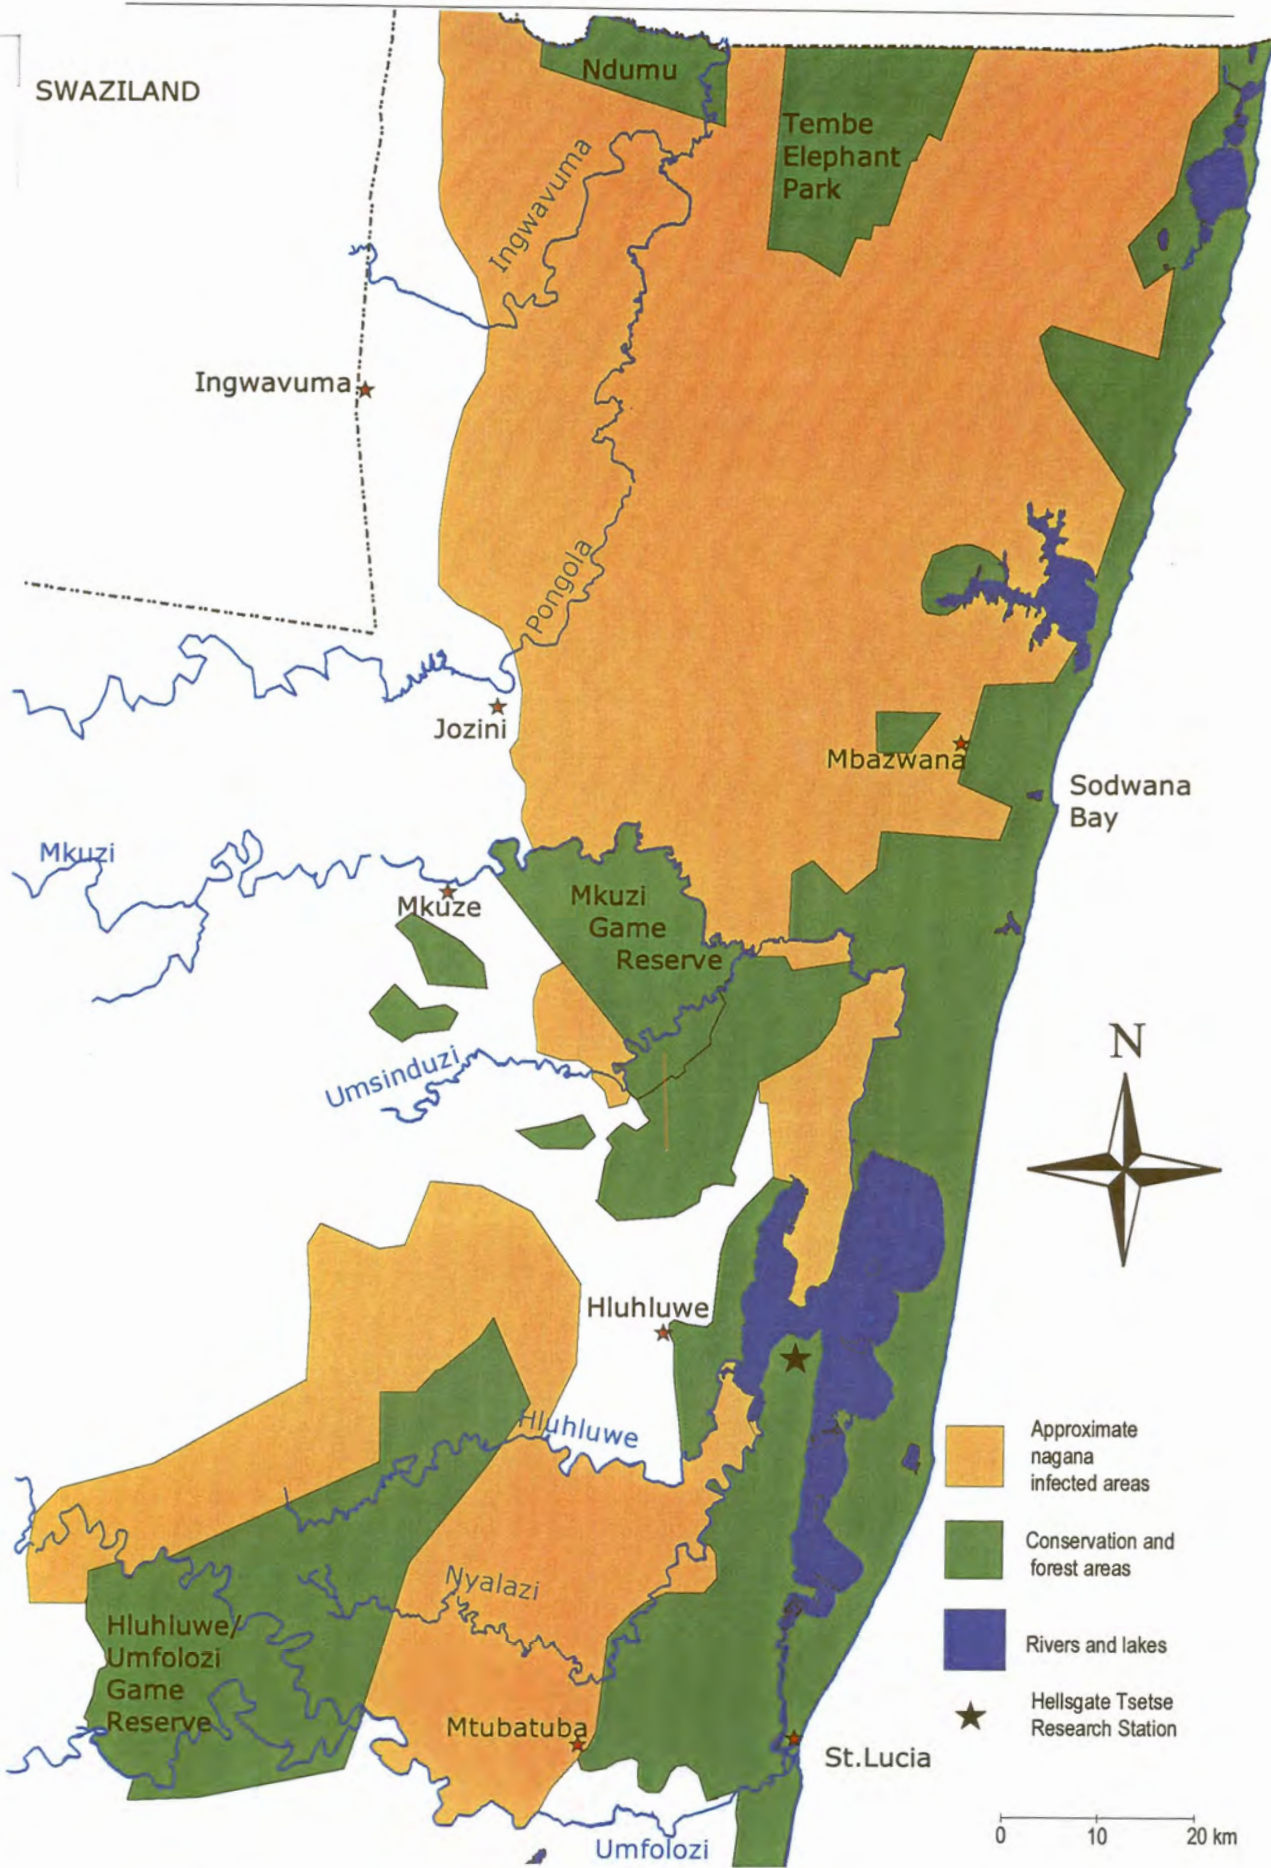 SWAZILAND
Ndumu
Tembe
Elephant
Park
Ingwavuma
Ingwavuma
Pongola
Jozini
Mbazwana
Sodwana
Bay
Mkuzi
Mkuze
Mkuzi
Game
Reserve
N
Umsinduzi
Hluhluwe
Hluhluwe
Approximate
nagana
infected areas
Conservation and
forest areas
Nyalazi
Hluhluwe/
Umfolozi
Game
Reserve
Rivers and lakes
Hellsgate Tsetse
Research Station
Mtubatuba
St.Lucia
Umfolozi
0 10 20 km